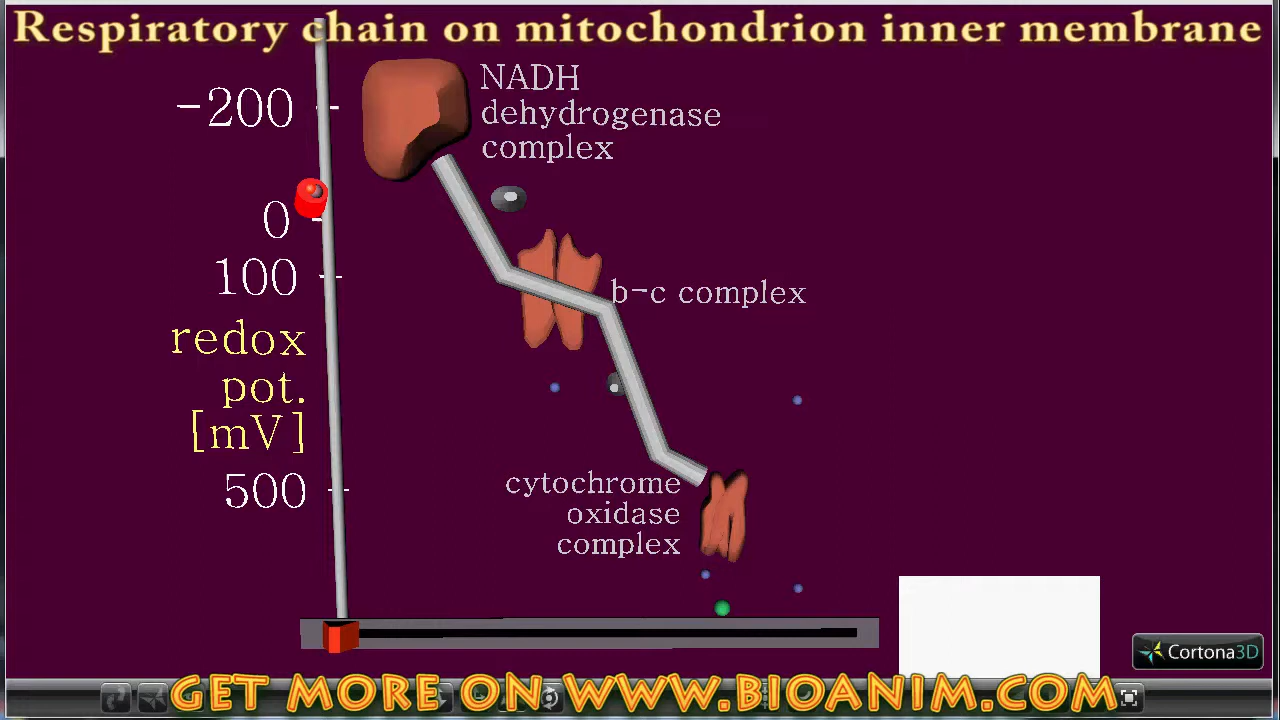 Respiratory chain on mitochondrion inner membrane
-200
0
100
redox
pot.
[mV]
500
NADH
dehydrogenase
complex
b-c complex
cytochrome
oxidase
complex
Cortona3D
GET MORE ON WWW.BIOANIM.COM